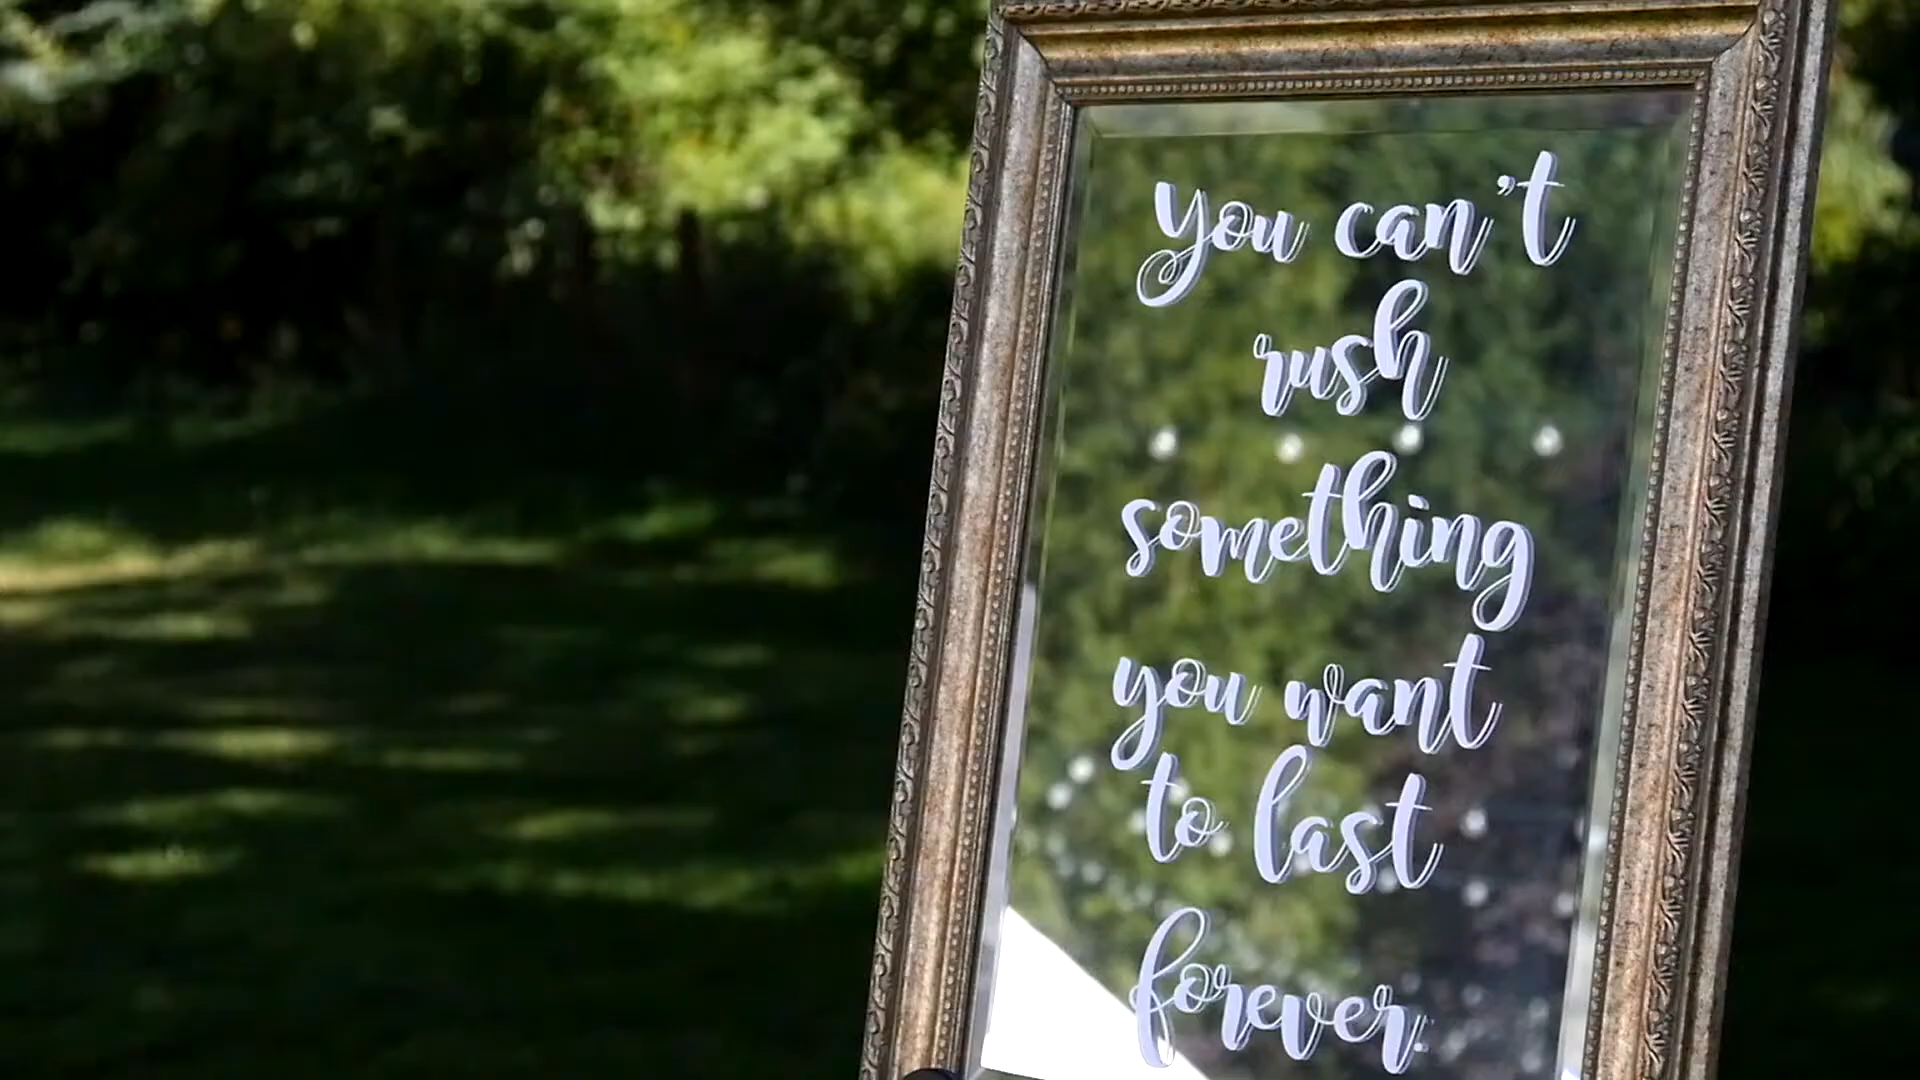 you can't
rush
something
you want
to last
forever.